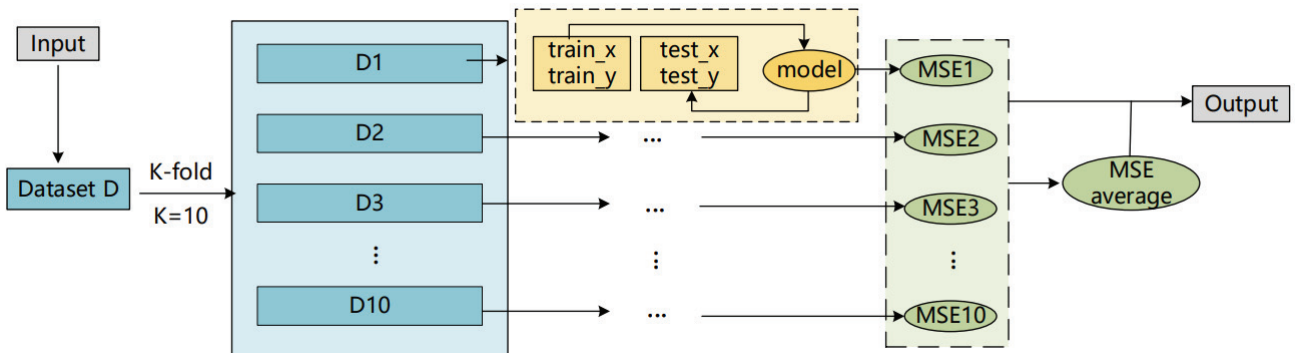 Input
Dataset D
K-fold
K=10
D1
D2
D3
⋮
D10
train_x
train_y
test_x
test_y
model
...
...
⋮
...
MSE1
MSE2
MSE3
⋮
MSE10
MSE
average
Output